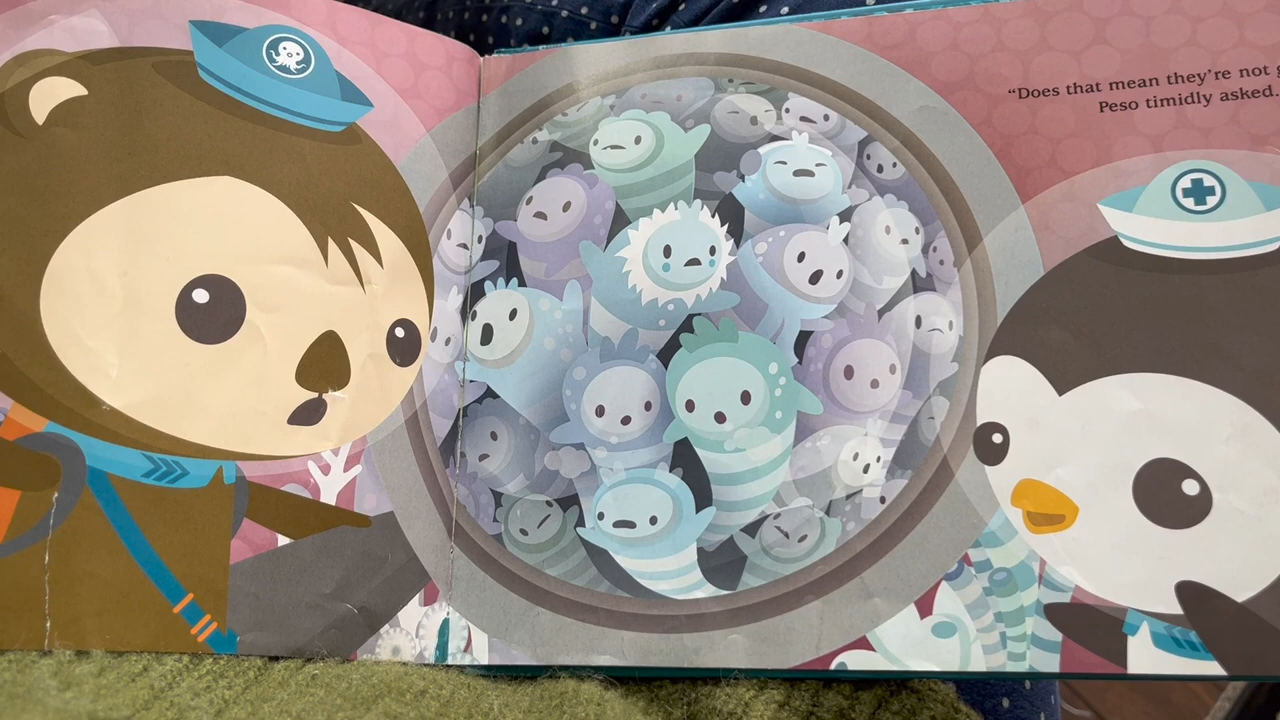 “Does that mean they’re not
Peso timidly asked.